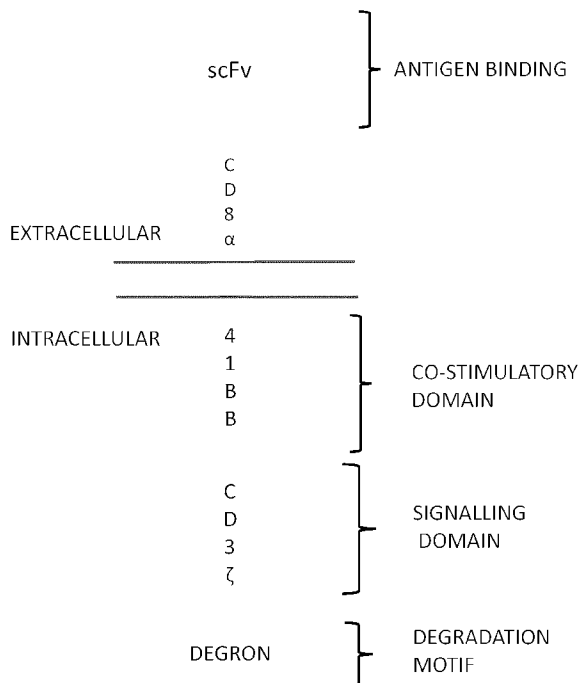 scFv
ANTIGEN BINDING
C
D
8
α
EXTRACELLULAR
INTRACELLULAR
4
1
B
B
CO-STIMULATORY
DOMAIN
C
D
3
ζ
SIGNALLING
DOMAIN
DEGRON
DEGRADATION
MOTIF